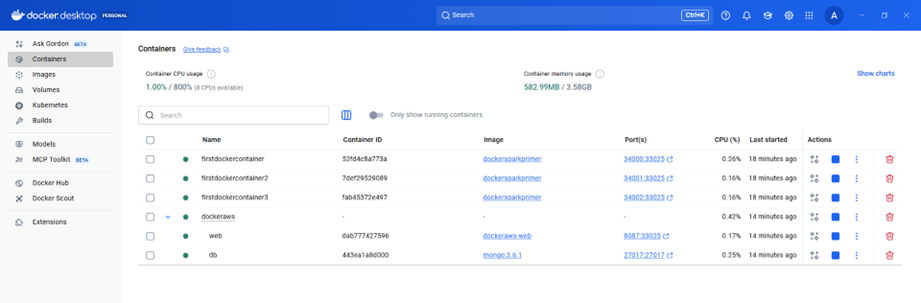 docker.desktop PERSONAL Search Ctrl+K A
Ask Gordon BETA
Containers
Images
Volumes
Kubernetes
Builds
Models
MCP Toolkit BETA
Docker Hub
Docker Scout
Extensions
Containers Give feedback
Container CPU usage
1.00% / 800% (8 CPUs available)
Container memory usage
582.99MB / 3.58GB
Show charts
Search
Only show running containers
Name Container ID Image Port(s) CPU (%) Last started Actions
firstdockercontainer 52fd4c8a773a dockersparkprimer 34000:33025 0.26% 18 minutes ago
firstdockercontainer2 7def29529089 dockersparkprimer 34001:33025 0.16% 18 minutes ago
firstdockercontainer3 fab45372e497 dockersparkprimer 34002:33025 0.16% 18 minutes ago
dockeraws - - - 0.42% 14 minutes ago
web dab777427596 dockeraws-web 8087:33025 0.17% 14 minutes ago
db 443ea1a8d000 mongo:3.6.1 27017:27017 0.25% 14 minutes ago